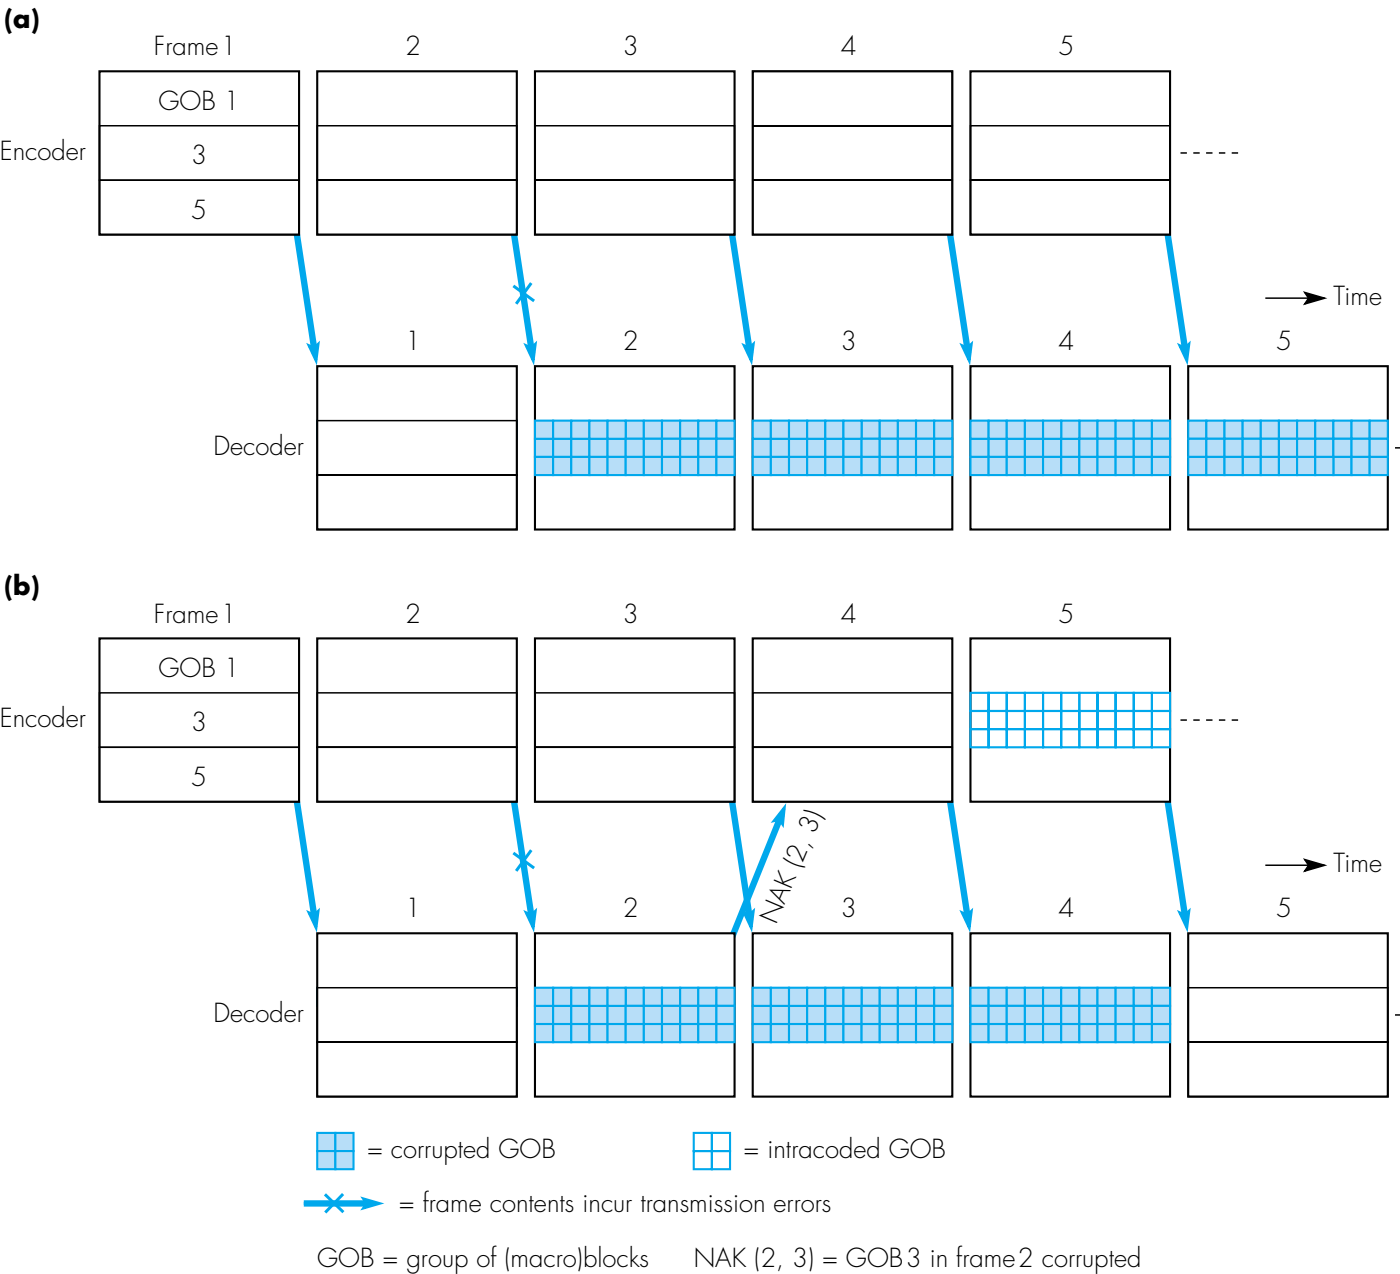 (a)
Frame 1 2 3 4 5
GOB 1
Encoder 3
5
Time
1 2 3 4 5
Decoder
(b)
Frame 1 2 3 4 5
GOB 1
Encoder 3
5
NAK (2, 3)
Time
1 2 3 4 5
Decoder
= corrupted GOB = intracoded GOB
= frame contents incur transmission errors
GOB = group of (macro)blocks NAK (2, 3) = GOB 3 in frame 2 corrupted